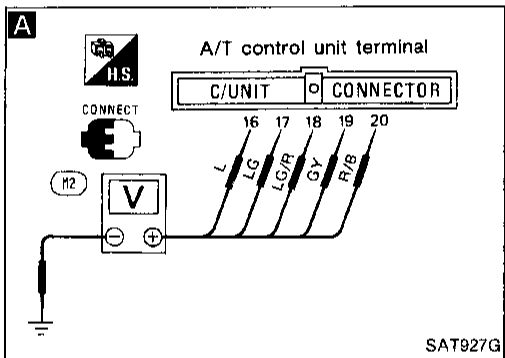 A
A/T control unit terminal
H.S.
C/UNIT CONNECTOR
CONNECT
16 17 18 19 20
L LG LG/R GY R/B
M2
V
SAT927G